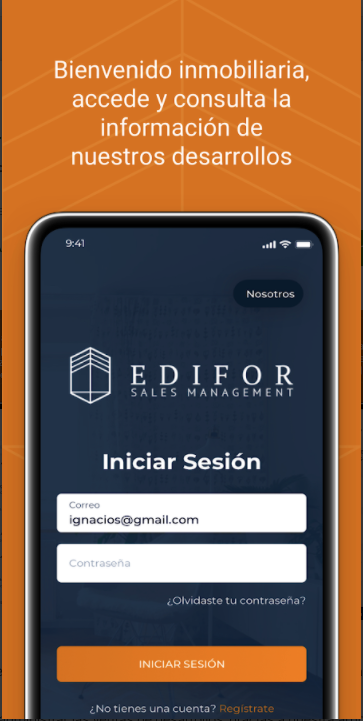 Bienvenido inmobiliaria,
accede y consulta la
información de
nuestros desarrollos
9:41
Nosotros
EDIFOR
SALES MANAGEMENT
Iniciar Sesión
Correo
ignacios@gmail.com
Contraseña
¿Olvidaste tu contraseña?
INICIAR SESIÓN
¿No tienes una cuenta? Regístrate